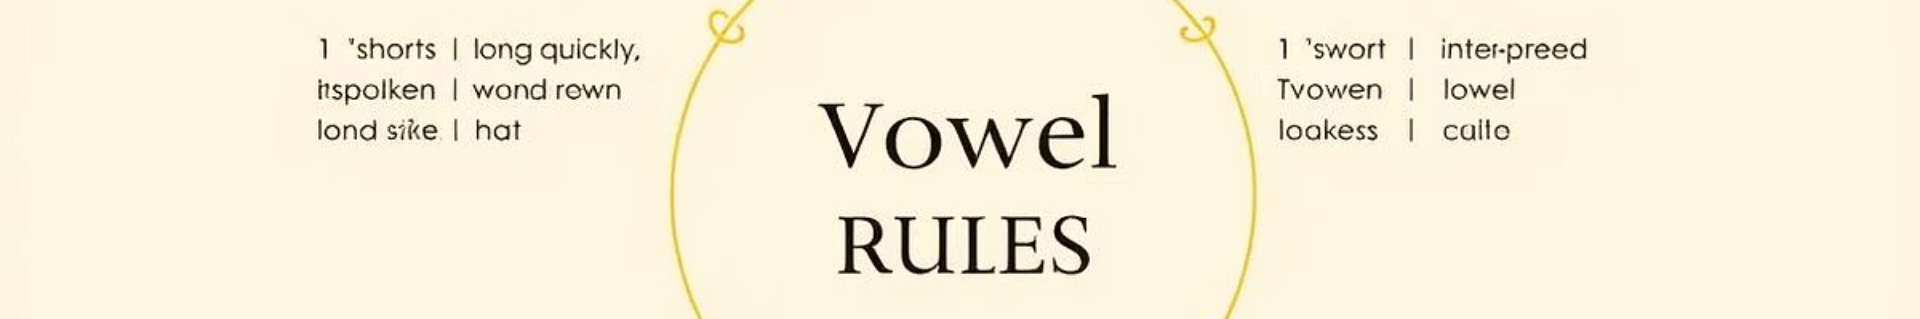 1 'shorts | long quickly,
itspolken | wond rewn
lond sike | hat
Vowel
RULES
1 'swort | inter-preed
Tvowen | lowel
loakess | caito